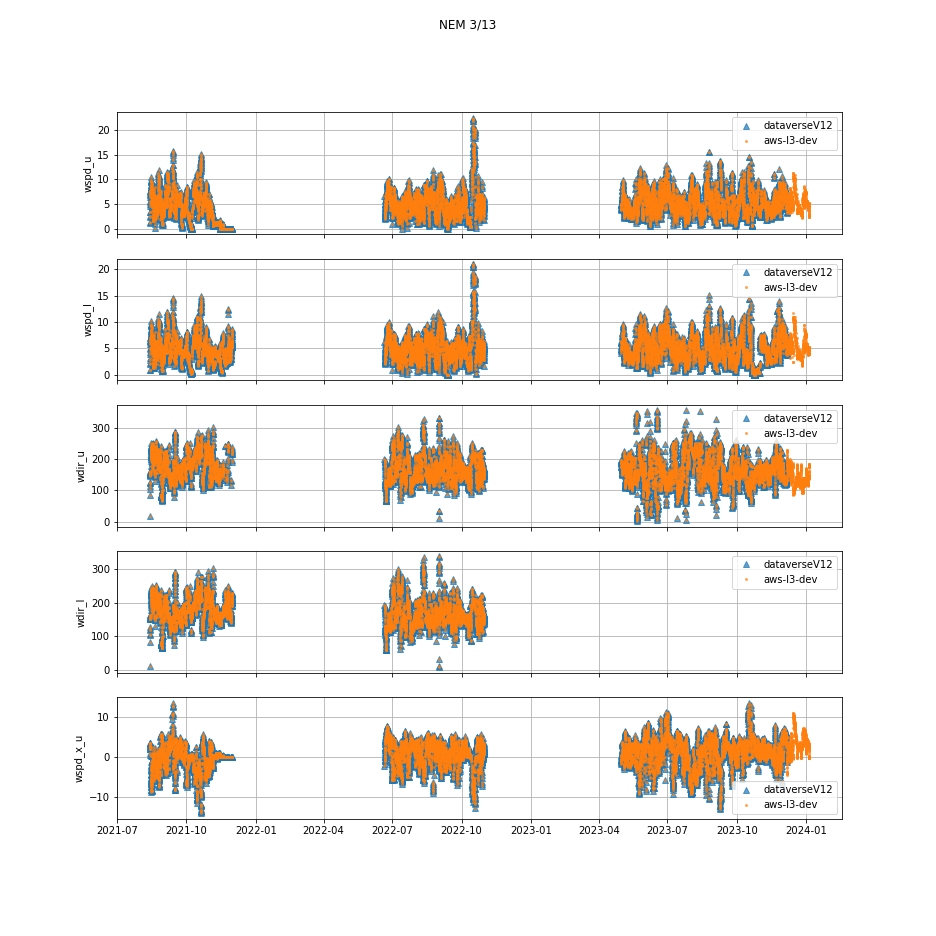 NEM 3/13
wspd_u
20
15
10
5
0
dataverseV12
aws-l3-dev
wspd_l
20
15
10
5
0
dataverseV12
aws-l3-dev
wdir_u
300
200
100
0
dataverseV12
aws-l3-dev
wdir_l
300
200
100
0
dataverseV12
aws-l3-dev
wspd_x_u
10
0
−10
dataverseV12
aws-l3-dev
2021-07 2021-10 2022-01 2022-04 2022-07 2022-10 2023-01 2023-04 2023-07 2023-10 2024-01